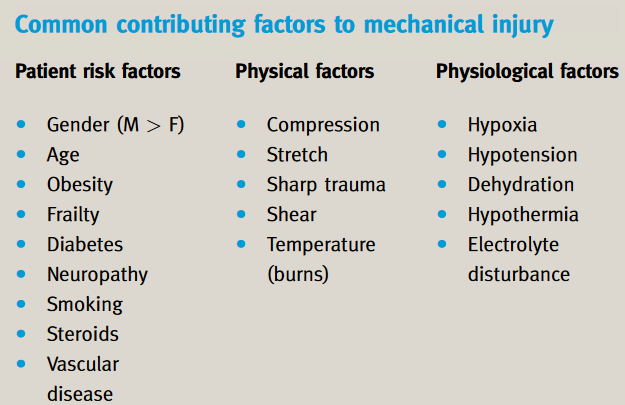 Common contributing factors to mechanical injury
Patient risk factors
• Gender (M > F)
• Age
• Obesity
• Frailty
• Diabetes
• Neuropathy
• Smoking
• Steroids
• Vascular
disease
Physical factors
• Compression
• Stretch
• Sharp trauma
• Shear
• Temperature
(burns)
Physiological factors
• Hypoxia
• Hypotension
• Dehydration
• Hypothermia
• Electrolyte
disturbance